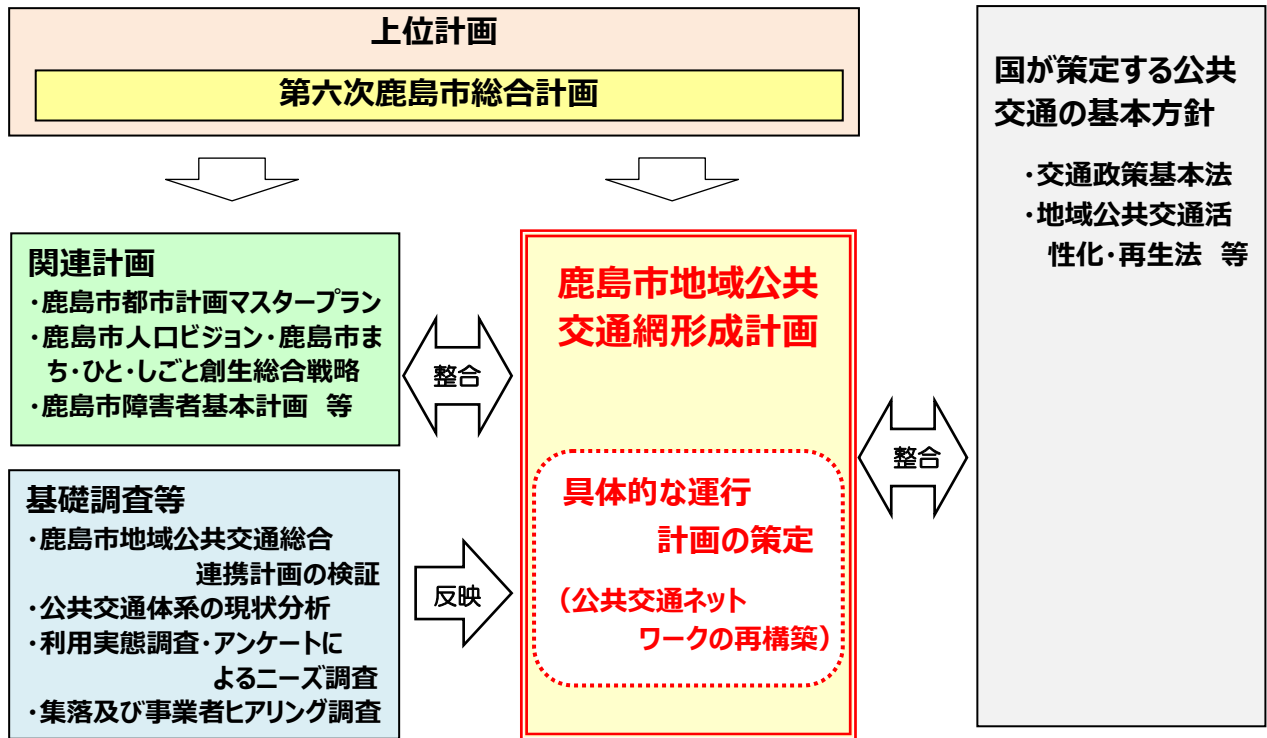 上位計画
第六次鹿島市総合計画
国が策定する公共
交通の基本方針
・交通政策基本法
・地域公共交通活
性化・再生法 等
関連計画
・鹿島市都市計画マスタープラン
・鹿島市人口ビジョン・鹿島市ま
ち・ひと・しごと創生総合戦略
・鹿島市障害者基本計画 等
整合
鹿島市地域公共
交通網形成計画
整合
具体的な運行
計画の策定
（公共交通ネット
ワークの再構築）
基礎調査等
・鹿島市地域公共交通総合
連携計画の検証
・公共交通体系の現状分析
・利用実態調査・アンケートに
よるニーズ調査
・集落及び事業者ヒアリング調査
反映